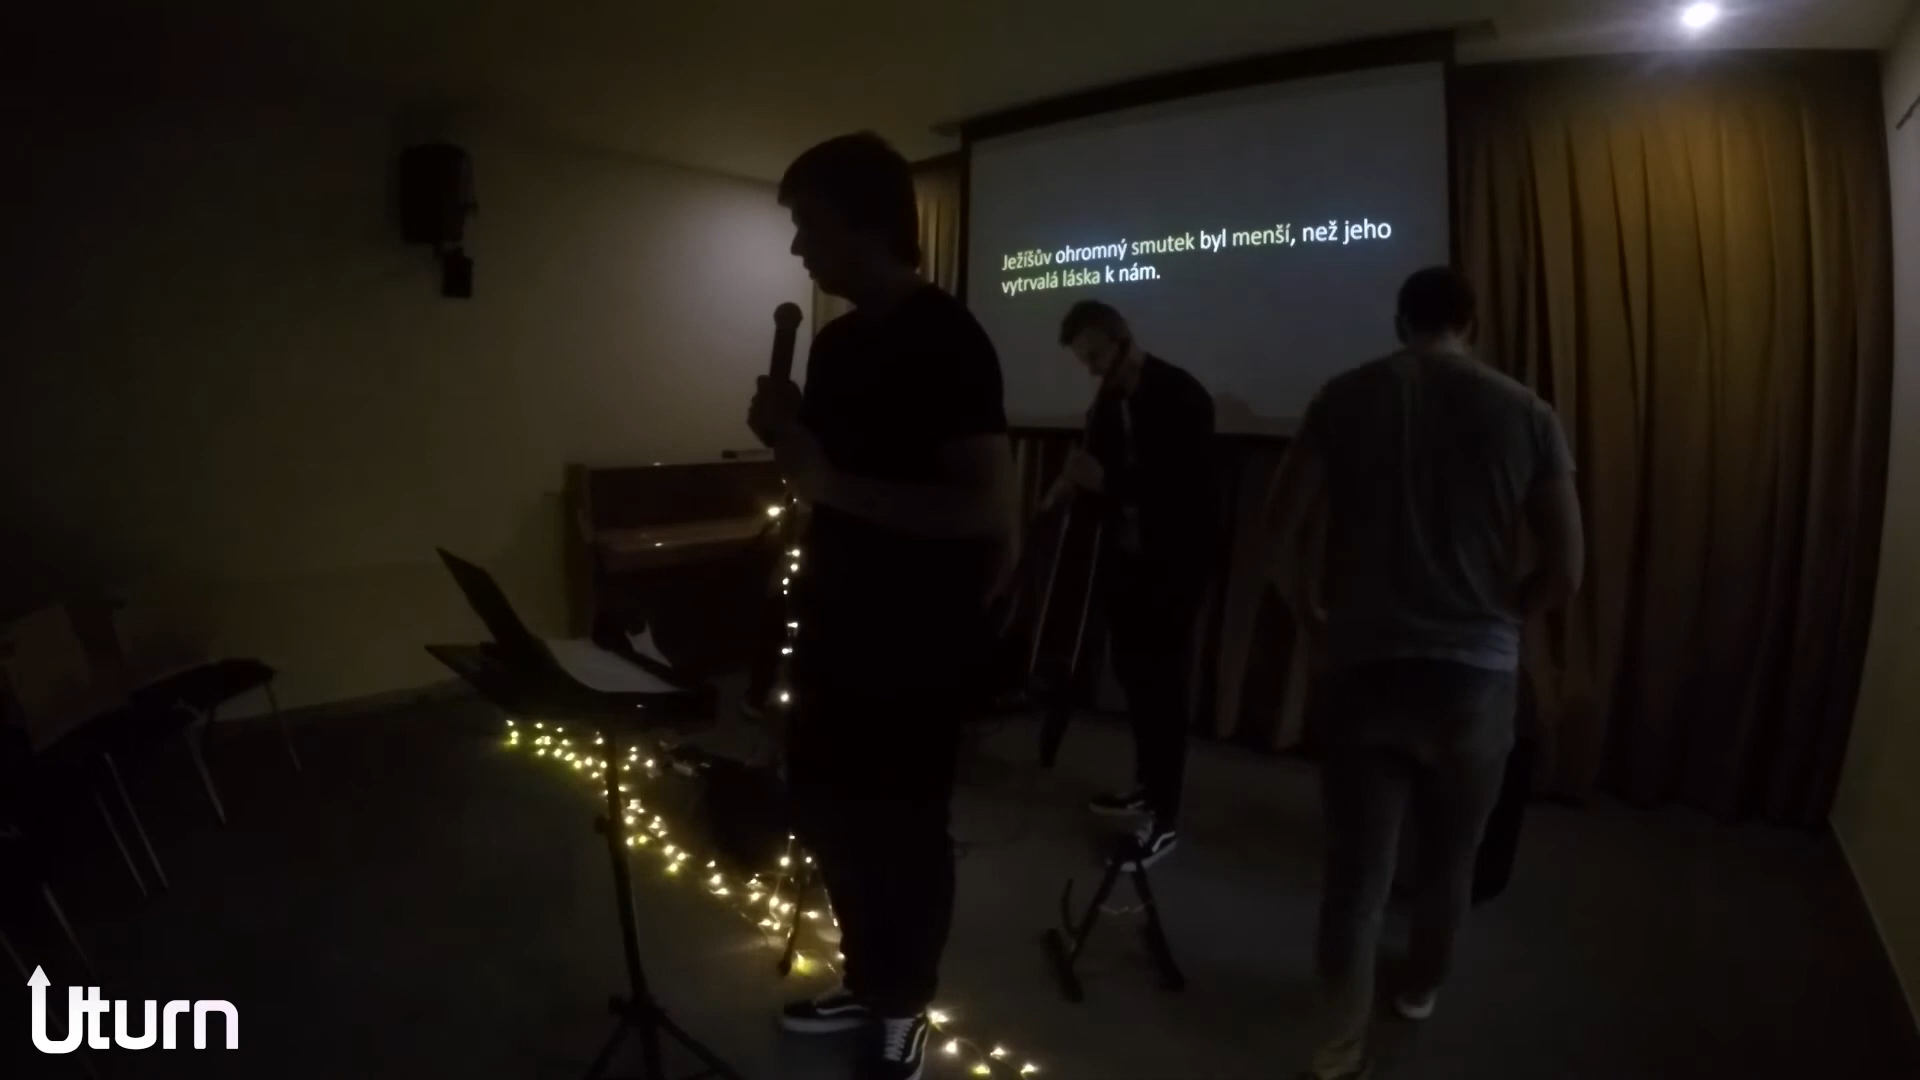 Ježíšův ohromný smutek byl menší, než jeho
vytrvalá láska k nám.
Uturn